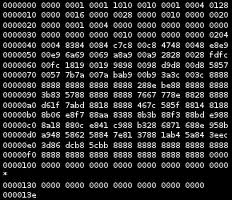 0000000 0000 0001 0001 1010 0010 0001 0004 0128
0000010 0000 0016 0000 0028 0000 0010 0000 0020
0000020 0000 0001 0004 0000 0000 0000 0000 0000
0000030 0000 0000 0000 0010 0000 0000 0000 0204
0000040 0004 8384 0084 c7c8 00c8 4748 0048 e8e9
0000050 00e9 6a69 0069 a8a9 00a9 2828 0028 fdfc
0000060 00fc 1819 0019 9898 0098 d9d8 00d8 5857
0000070 0057 7b7a 007a bab9 00b9 3a3c 003c 8888
0000080 8888 8888 8888 8888 288e be88 8888 8888
0000090 3b83 5788 8888 8888 7667 778e 8828 8888
00000a0 d61f 7abd 8818 8888 467c 585f 8814 8188
00000b0 8b06 e8f7 88aa 8388 8b3b 88f3 88bd e988
00000c0 8a18 880c e841 c988 b328 6871 688e 958b
00000d0 a948 5862 5884 7e81 3788 1ab4 5a84 3eec
00000e0 3d86 dcb8 5cbb 8888 8888 8888 8888 8888
00000f0 8888 8888 8888 8888 8888 8888 8888 0000
0000100 0000 0000 0000 0000 0000 0000 0000 0000
*
0000130 0000 0000 0000 0000 0000 0000 0000
000013e